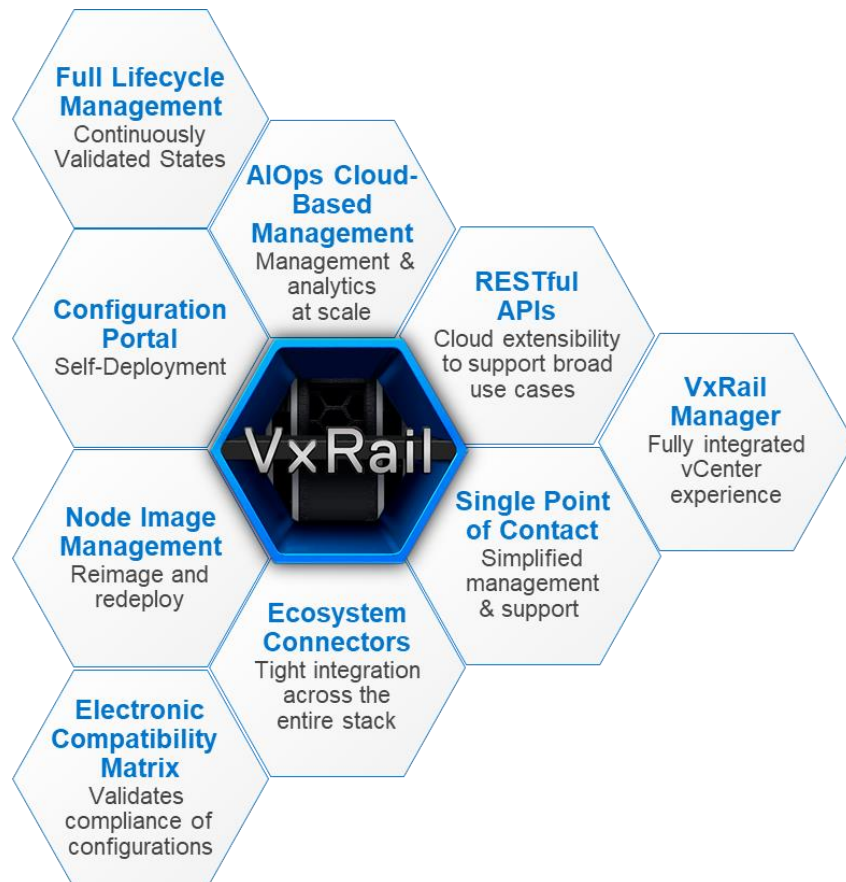 Full Lifecycle
Management
Continuously
Validated States
AIOps Cloud-
Based
Management
Management &
analytics
at scale
RESTful
APIs
Cloud extensibility
to support broad
use cases
Configuration
Portal
Self-Deployment
VxRail
Manager
Fully integrated
vCenter
experience
VxRail
Single Point
of Contact
Simplified
management
& support
Node Image
Management
Reimage and
redeploy
Ecosystem
Connectors
Tight integration
across the
entire stack
Electronic
Compatibility
Matrix
Validates
compliance of
configurations